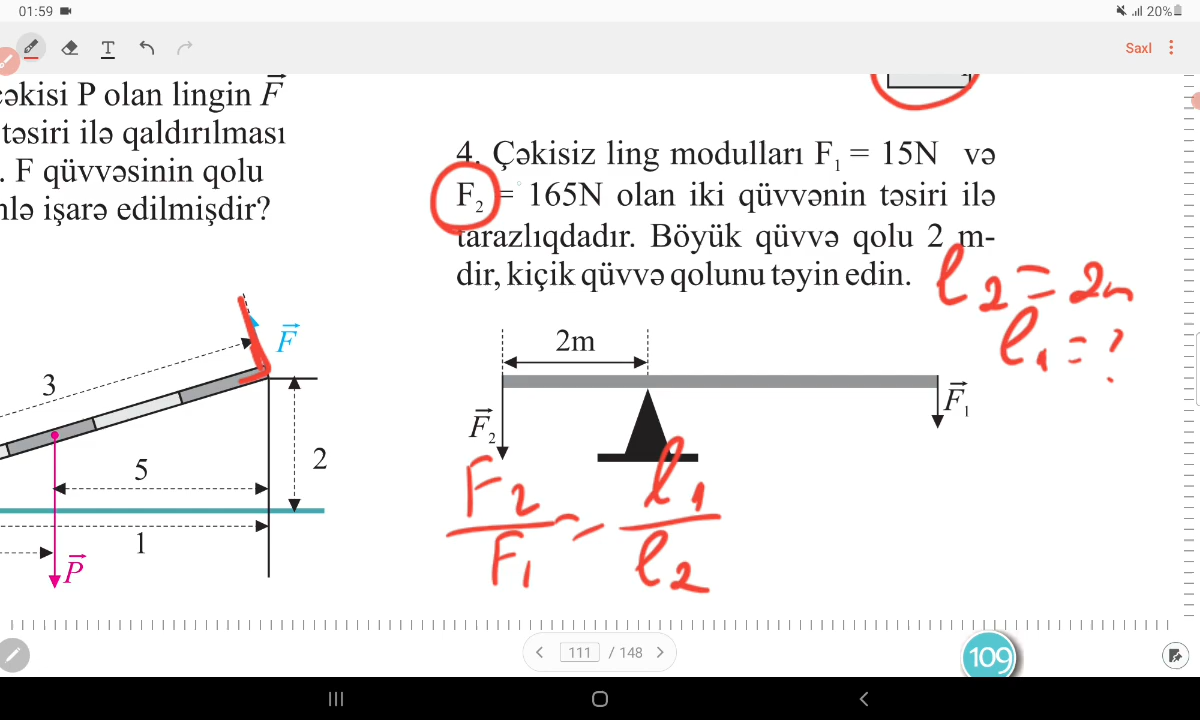 01:59
20%
T
Saxl
çəkisi P olan lingin F
təsiri ilə qaldırılması
. F qüvvəsinin qolu
nlə işarə edilmişdir?
3
F
5
2
1
P
4. Çəkisiz ling modulları F₁ = 15N və
F₂ = 165N olan iki qüvvənin təsiri ilə
tarazlıqdadır. Böyük qüvvə qolu 2 m-
dir, kiçik qüvvə qolunu təyin edin.
l₂ = 2m
l₁ = ?
2m
F₂
F₁
F₂/F₁ = l₁/l₂
111 / 148
109